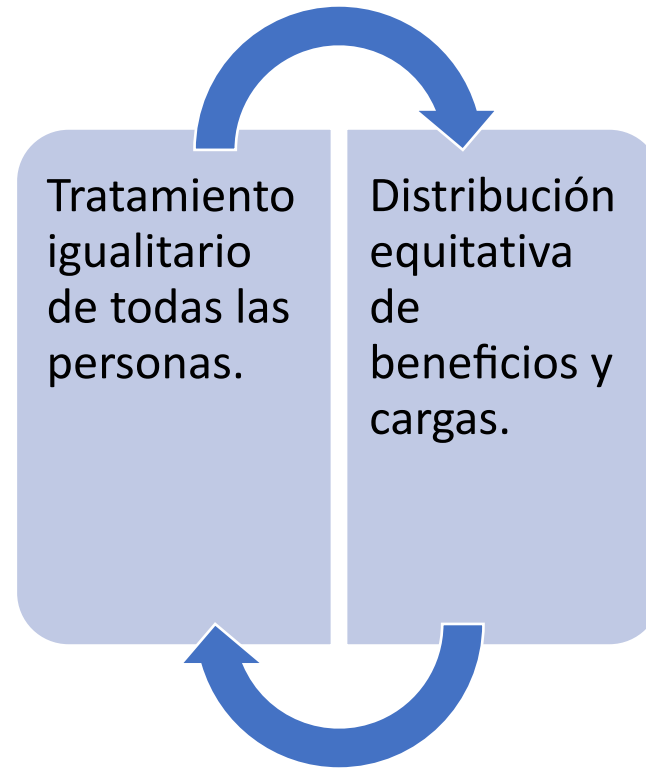 Tratamiento
igualitario
de todas las
personas.
Distribución
equitativa
de
beneficios y
cargas.